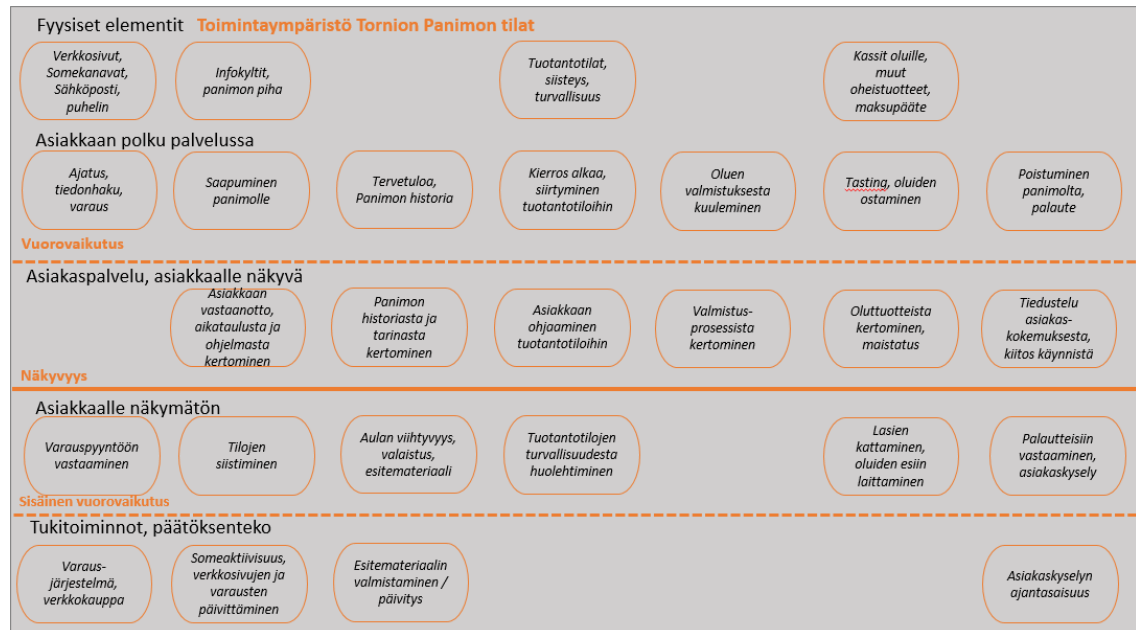 Fyysiset elementit Toimintaympäristö Tornion Panimon tilat
Verkkosivut,
Somekanavat,
Sähköposti,
puhelin
Infokyltit,
panimon piha
Tuotantotilat,
siisteys,
turvallisuus
Kassit oluille,
muut
oheistuotteet,
maksupääte
Asiakkaan polku palvelussa
Ajatus,
tiedonhaku,
varaus
Saapuminen
panimolle
Tervetuloa,
Panimon historia
Kierros alkaa,
siirtyminen
tuotantotiloihin
Oluen
valmistuksesta
kuuleminen
Tasting, oluiden
ostaminen
Poistuminen
panimolta,
palaute
Vuorovaikutus
Asiakaspalvelu, asiakkaalle näkyvä
Asiakkaan
vastaanotto,
aikataulusta ja
ohjelmasta
kertominen
Panimon
historiasta ja
tarinasta
kertominen
Asiakkaan
ohjaaminen
tuotantotiloihin
Valmistus-
prosessista
kertominen
Oluttuotteista
kertominen,
maistatus
Tiedustelu
asiakas-
kokemuksesta,
kiitos käynnistä
Näkyvyys
Asiakkaalle näkymätön
Varauspyyntöön
vastaaminen
Tilojen
siistiminen
Aulan viihtyvyys,
valaistus,
esitemateriaali
Tuotantotilojen
turvallisuudesta
huolehtiminen
Lasien
kattaminen,
oluiden esiin
laittaminen
Palautteisiin
vastaaminen,
asiakaskysely
Sisäinen vuorovaikutus
Tukitoiminnot, päätöksenteko
Varaus-
järjestelmä,
verkkokauppa
Someaktiivisuus,
verkkosivujen ja
varausten
päivittäminen
Esitemateriaalin
valmistaminen /
päivitys
Asiakaskyselyn
ajantasaisuus